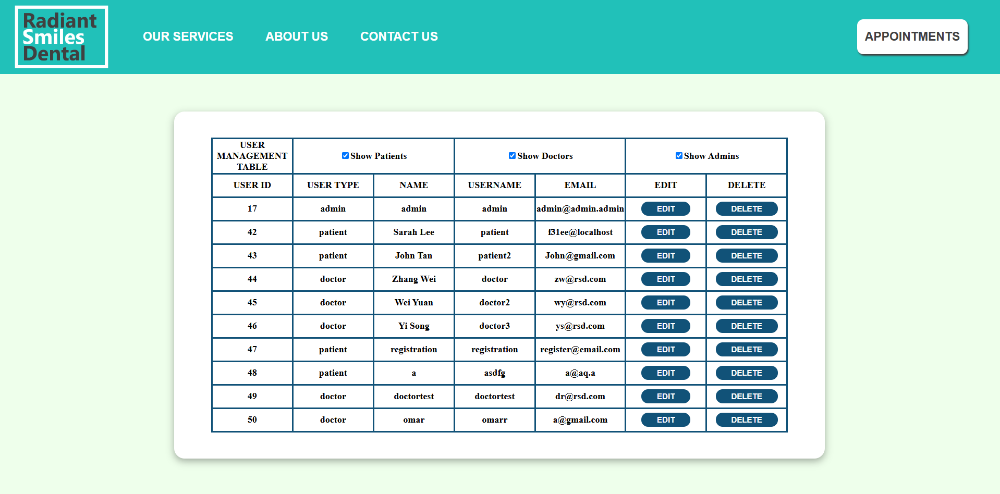 Radiant
Smiles
Dental
OUR SERVICES ABOUT US CONTACT US APPOINTMENTS
USER
MANAGEMENT
TABLE
Show Patients Show Doctors Show Admins
USER ID USER TYPE NAME USERNAME EMAIL EDIT DELETE
17 admin admin admin admin@admin.admin EDIT DELETE
42 patient Sarah Lee patient f31ee@localhost EDIT DELETE
43 patient John Tan patient2 John@gmail.com EDIT DELETE
44 doctor Zhang Wei doctor zw@rsd.com EDIT DELETE
45 doctor Wei Yuan doctor2 wy@rsd.com EDIT DELETE
46 doctor Yi Song doctor3 ys@rsd.com EDIT DELETE
47 patient registration registration register@email.com EDIT DELETE
48 patient a asdfg a@aq.a EDIT DELETE
49 doctor doctortest doctortest dr@rsd.com EDIT DELETE
50 doctor omar omarr a@gmail.com EDIT DELETE